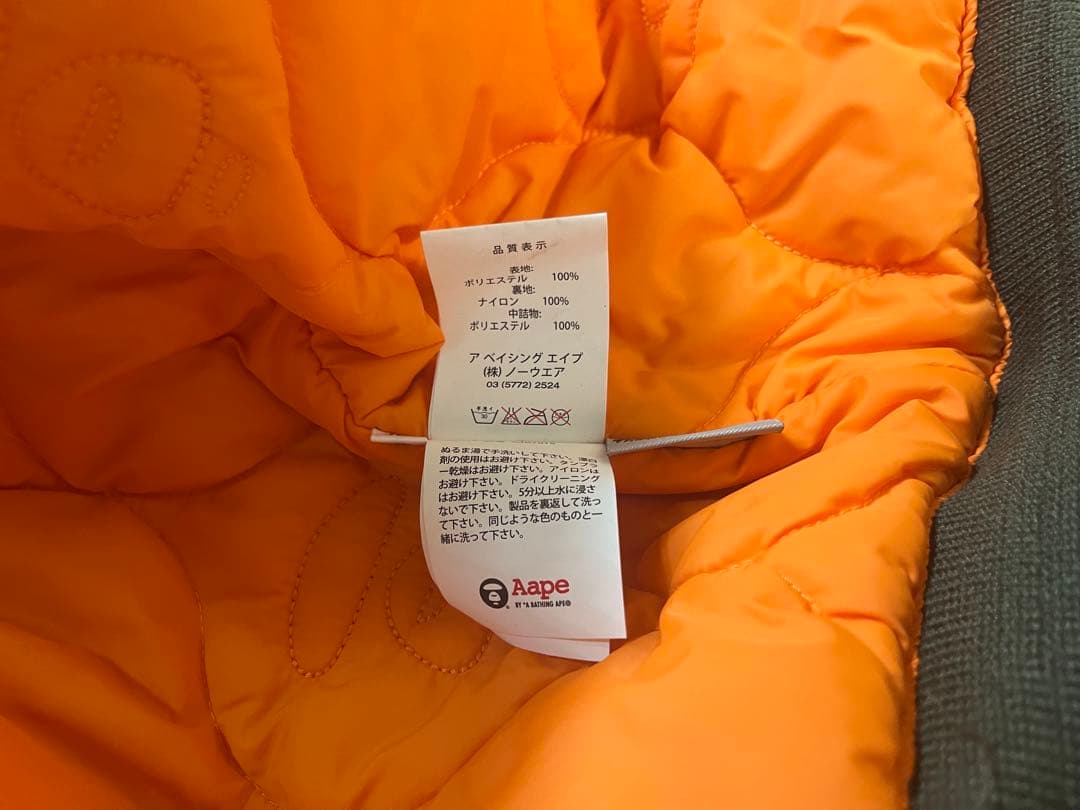 品質表示
表地:
ポリエステル 100%
裏地:
ナイロン 100%
中詰物:
ポリエステル 100%
ア ベイシング エイプ
(株) ノーウエア
03 (5772) 2524
手洗イ
30
ぬるま湯で手洗いして下さい。漂白
剤の使用はお避け下さい。タンブラ
ー乾燥はお避け下さい。アイロンは
お避け下さい。ドライクリーニング
はお避け下さい。5分以上水に浸さ
ないで下さい。製品を裏返して洗っ
て下さい。同じような色のものと一
緒に洗って下さい。
Aape
BY *A BATHING APE®